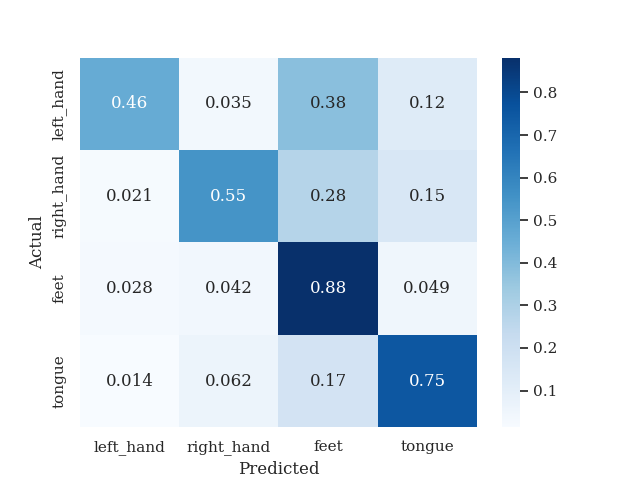 Actual
left_hand
0.46 0.035 0.38 0.12
right_hand
0.021 0.55 0.28 0.15
feet
0.028 0.042 0.88 0.049
tongue
0.014 0.062 0.17 0.75
left_hand right_hand feet tongue
Predicted
0.8
0.7
0.6
0.5
0.4
0.3
0.2
0.1